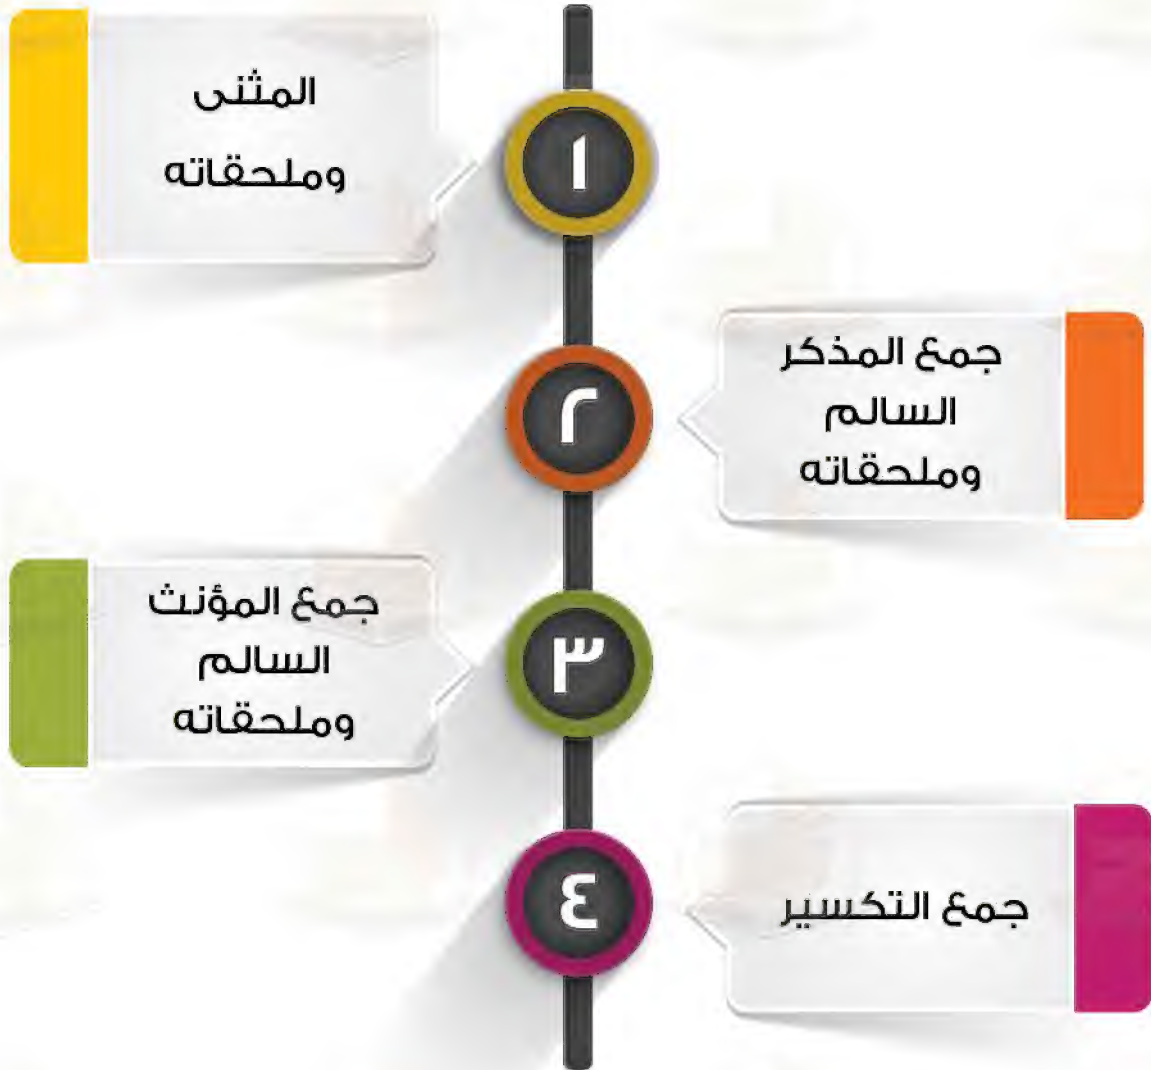 ١
المثنى
وملحقاته
٢
جمع المذكر
السالم
وملحقاته
٣
جمع المؤنث
السالم
وملحقاته
٤
جمع التكسير